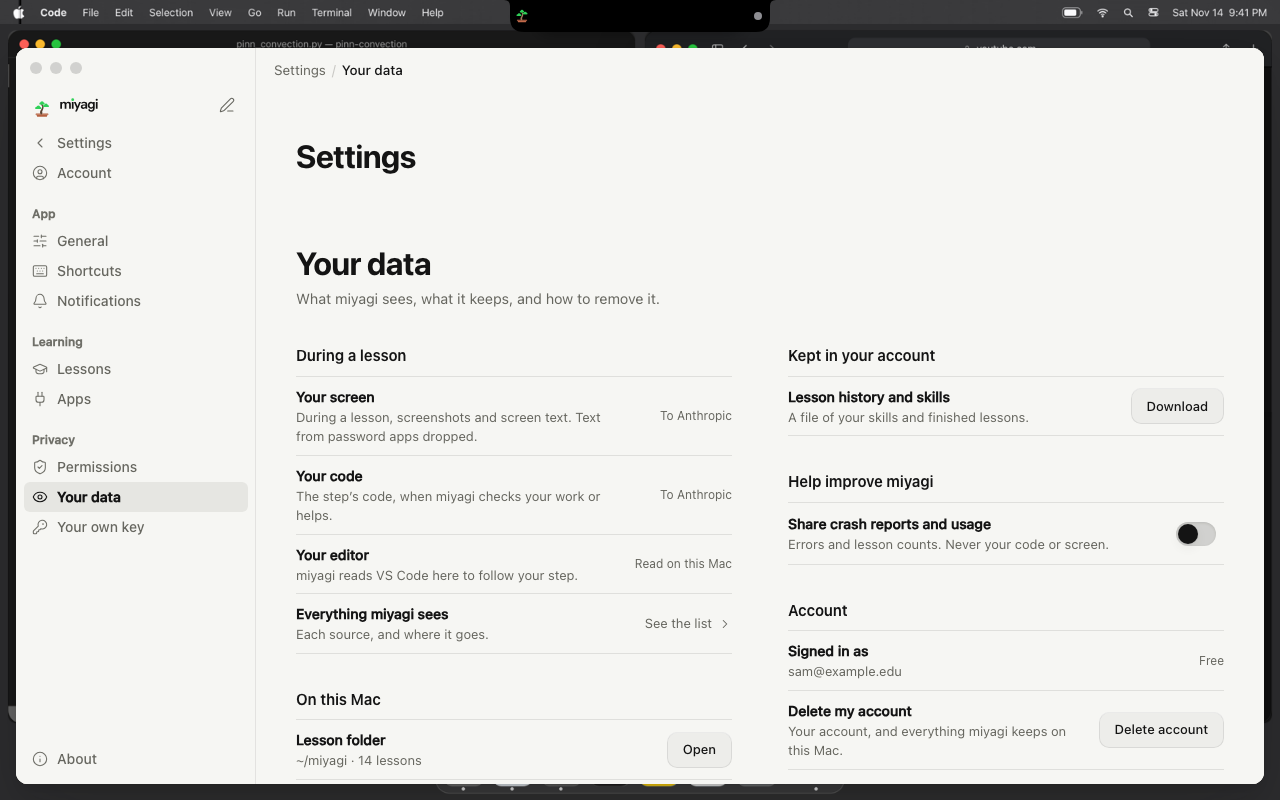 Code File Edit Selection View Go Run Terminal Window Help
Sat Nov 14 9:41 PM
pinn_convection.py — pinn-convection
miyagi
Settings
Account
App
General
Shortcuts
Notifications
Learning
Lessons
Apps
Privacy
Permissions
Your data
Your own key
About
Settings / Your data
Settings
Your data
What miyagi sees, what it keeps, and how to remove it.
During a lesson
Your screen
During a lesson, screenshots and screen text. Text
from password apps dropped.
To Anthropic
Your code
The step's code, when miyagi checks your work or
helps.
To Anthropic
Your editor
miyagi reads VS Code here to follow your step.
Read on this Mac
Everything miyagi sees
Each source, and where it goes.
See the list
On this Mac
Lesson folder
~/miyagi · 14 lessons
Open
Kept in your account
Lesson history and skills
A file of your skills and finished lessons.
Download
Help improve miyagi
Share crash reports and usage
Errors and lesson counts. Never your code or screen.
Account
Signed in as
sam@example.edu
Free
Delete my account
Your account, and everything miyagi keeps on
this Mac.
Delete account